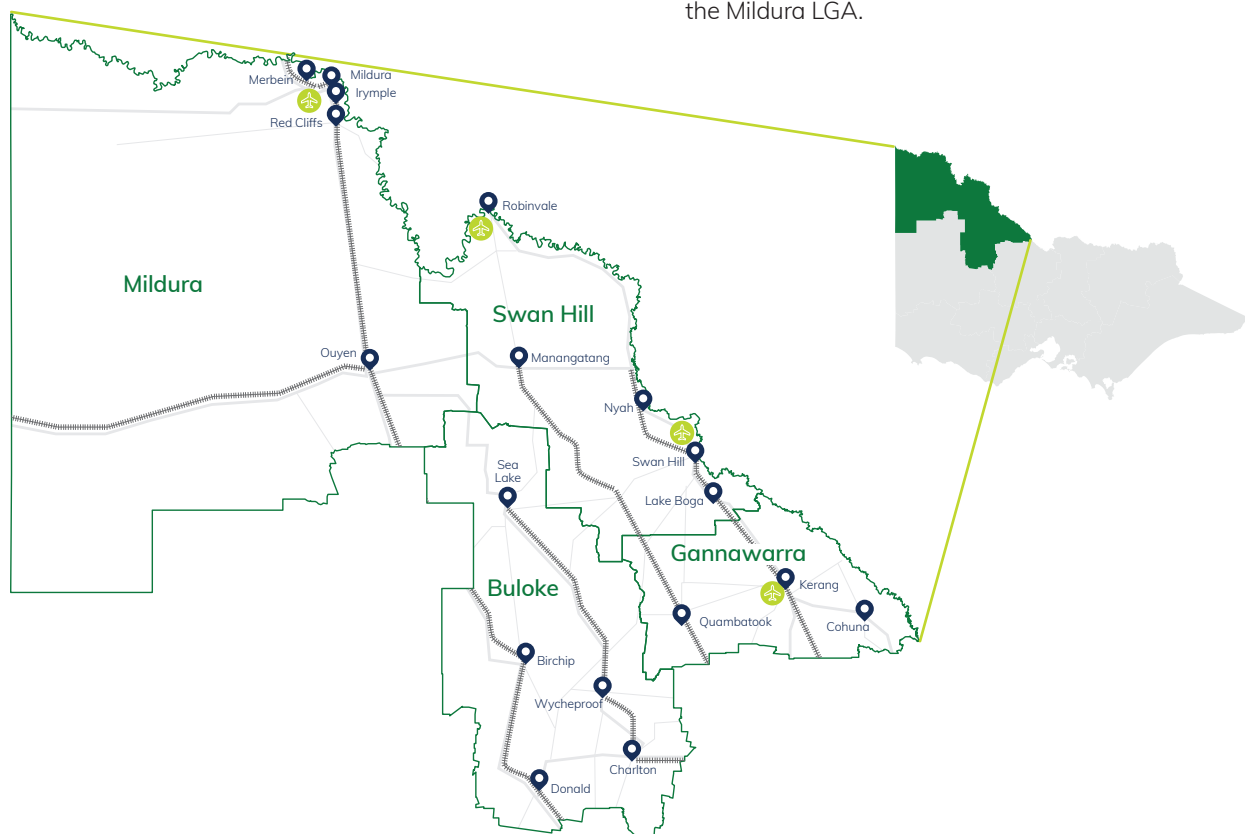 the Mildura LGA.
Merbein
Mildura
Irymple
Red Cliffs
Robinvale
Mildura
Swan Hill
Ouyen
Manangatang
Nyah
Swan Hill
Sea
Lake
Lake Boga
Gannawarra
Buloke
Kerang
Quambatook
Cohuna
Birchip
Wycheproof
Charlton
Donald